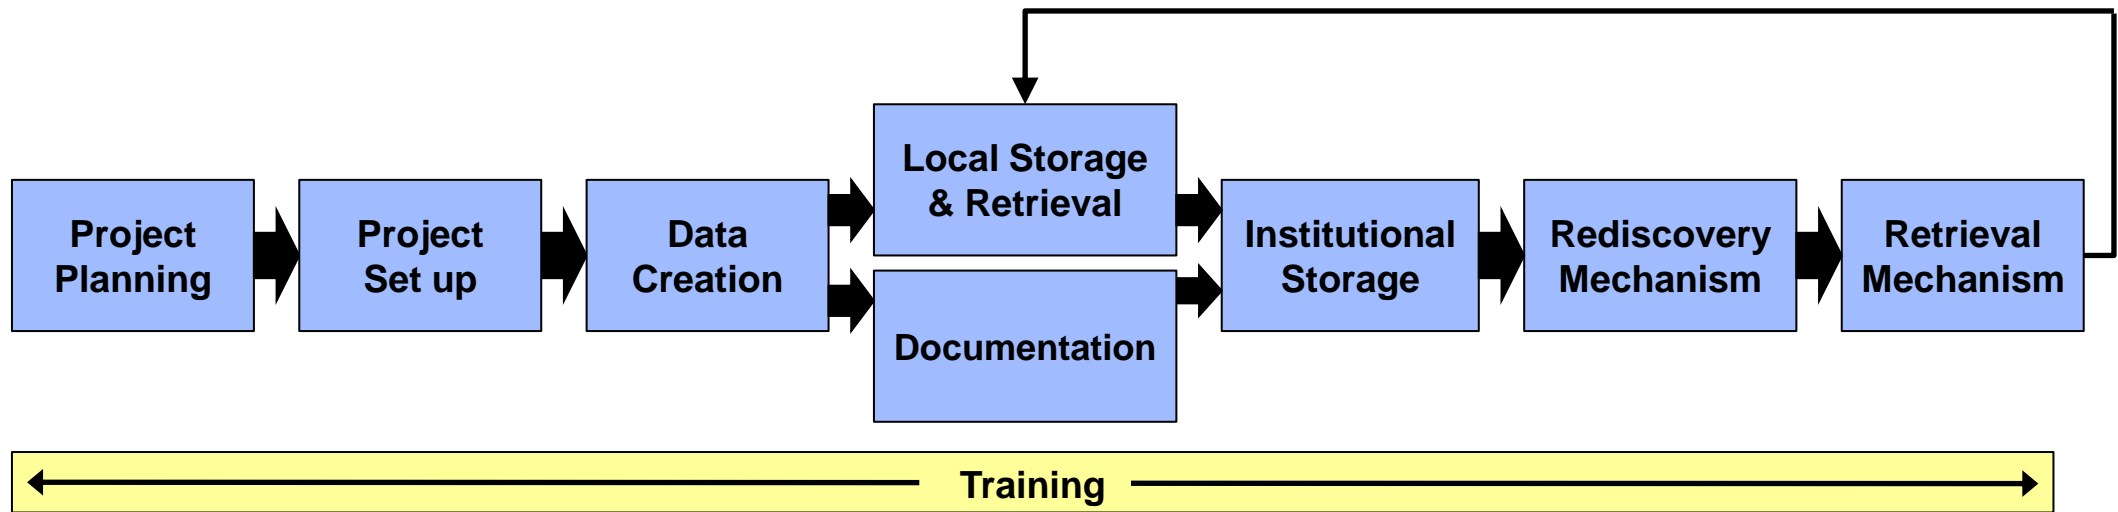 Project
Planning
Project
Set up
Data
Creation
Local Storage
& Retrieval
Documentation
Institutional
Storage
Rediscovery
Mechanism
Retrieval
Mechanism
Training